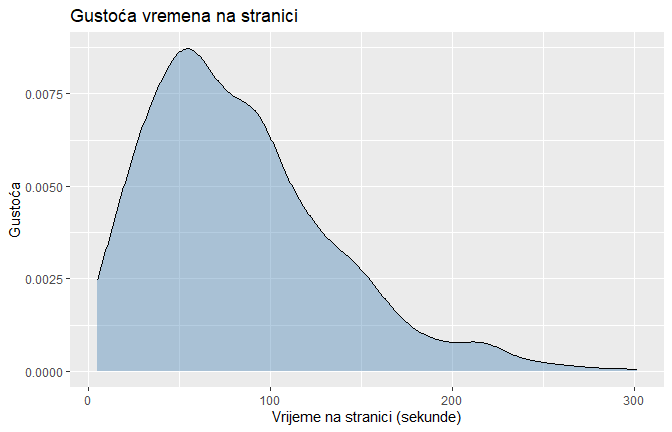 Gustoća vremena na stranici
0.0075
0.0050
0.0025
0.0000
Gustoća
0 100 200 300
Vrijeme na stranici (sekunde)